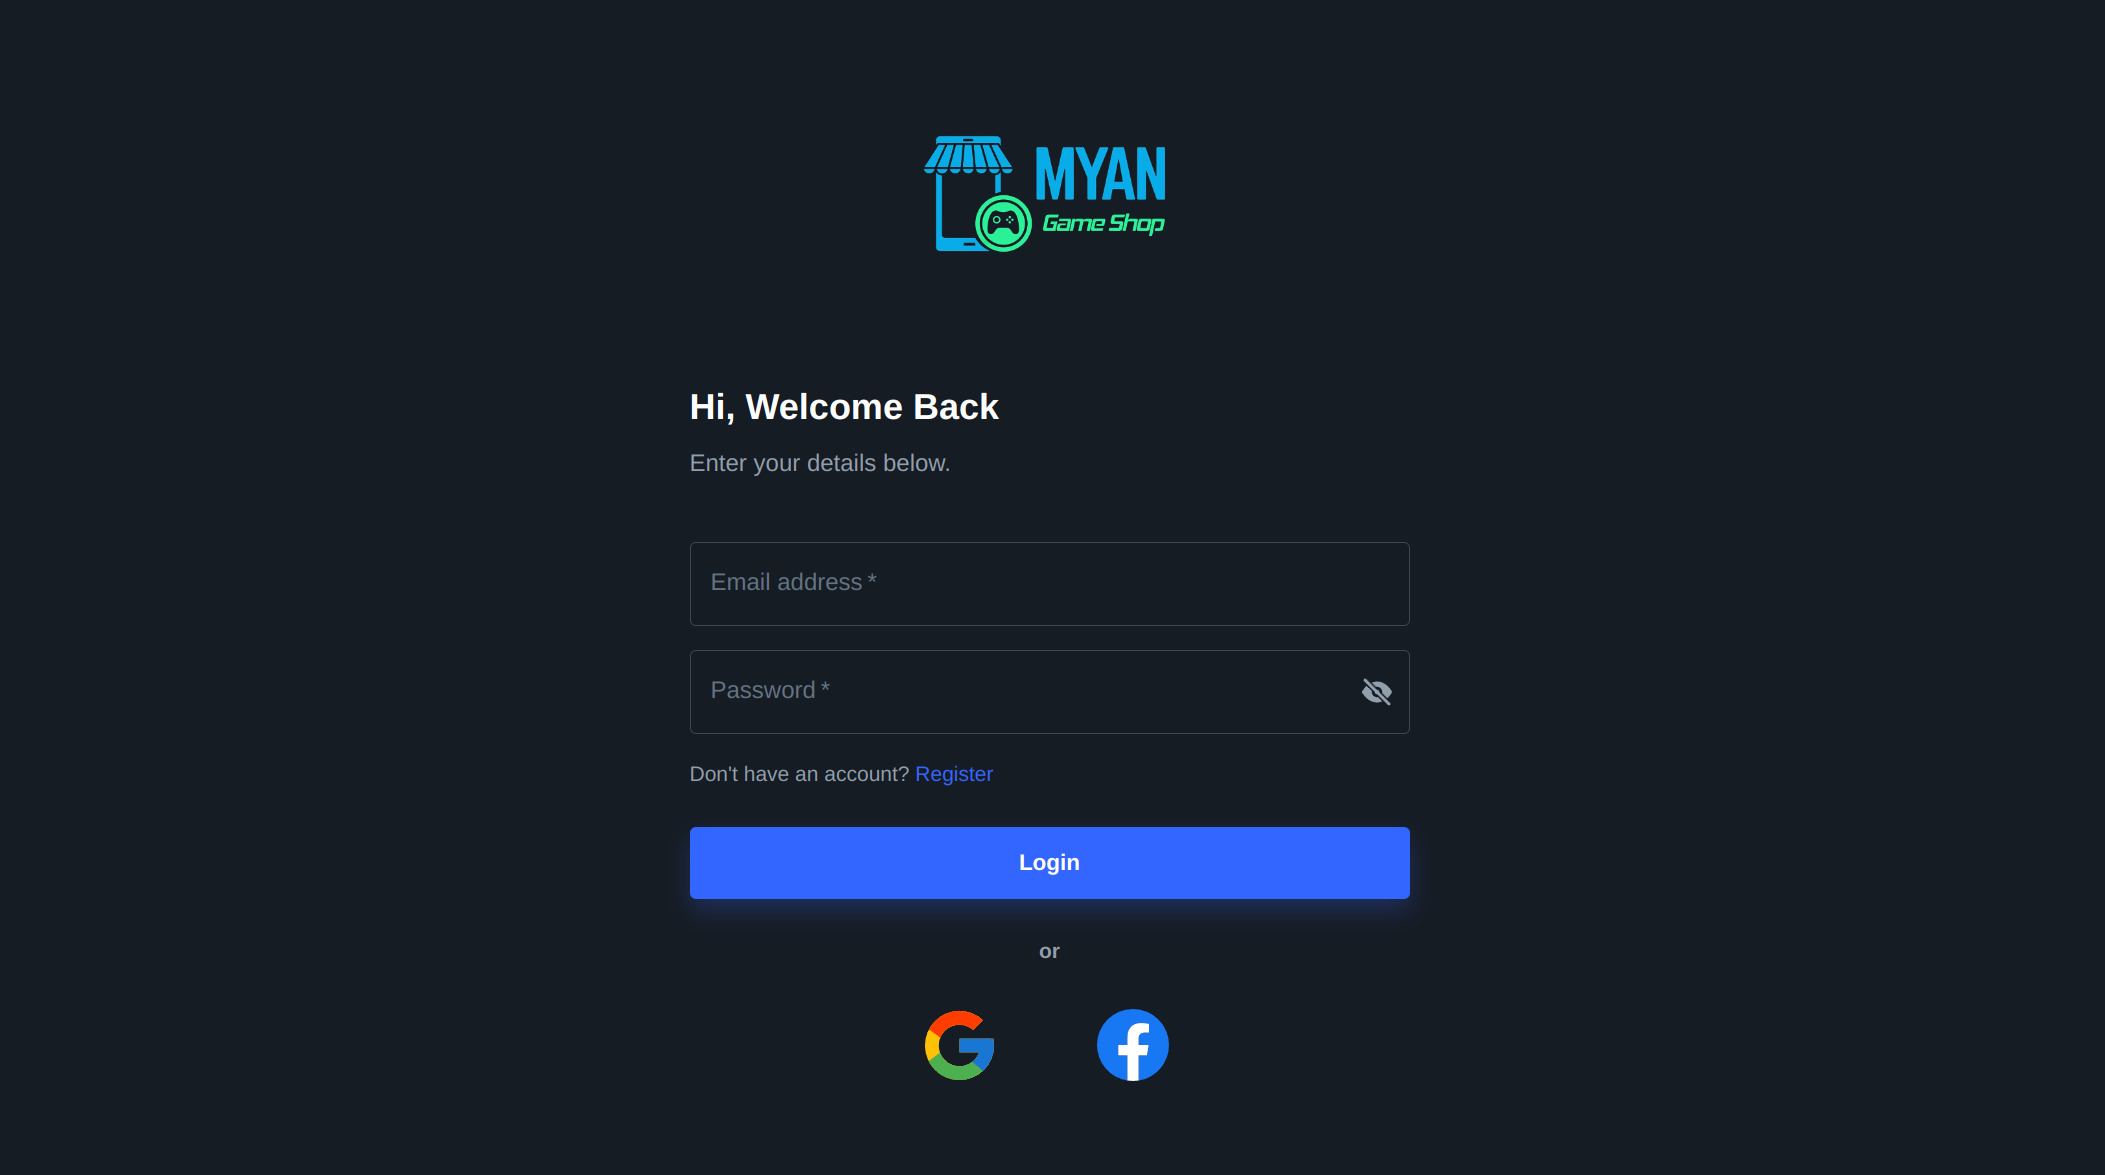 MYAN
Game Shop
Hi, Welcome Back
Enter your details below.
Email address *
Password *
Don't have an account? Register
Login
or